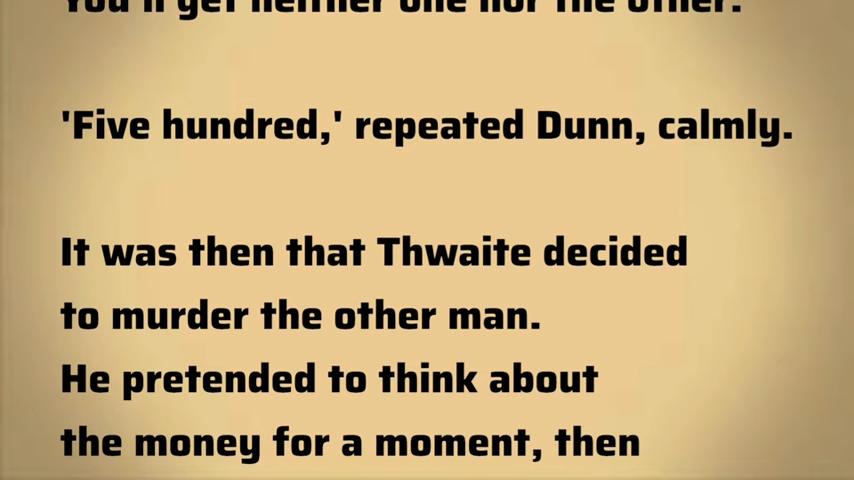 You'll get neither one nor the other.
'Five hundred,' repeated Dunn, calmly.
It was then that Thwaite decided
to murder the other man.
He pretended to think about
the money for a moment, then